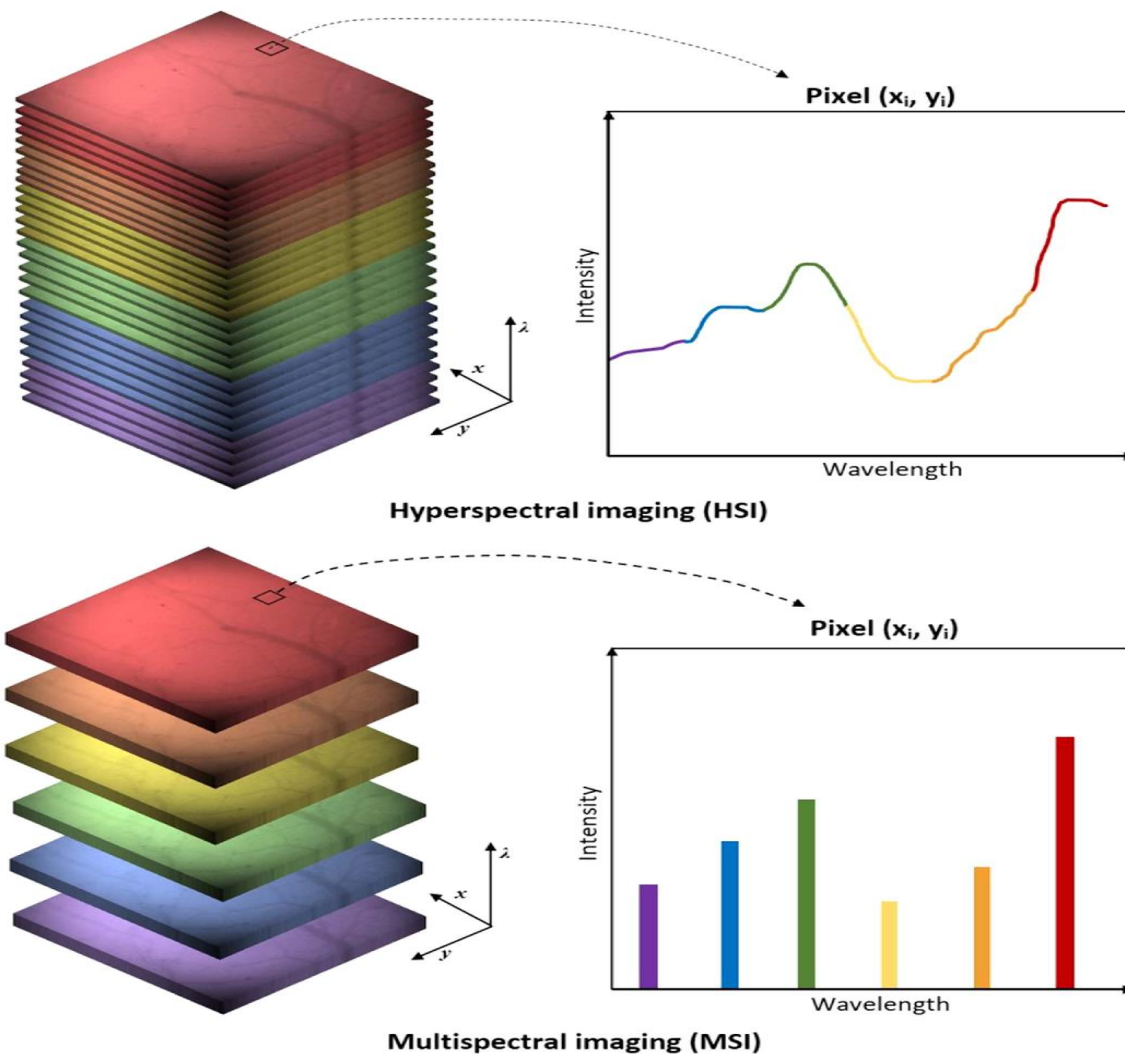 Pixel (xᵢ, yᵢ)
Intensity
λ
x
y
Wavelength
Hyperspectral imaging (HSI)
Pixel (xᵢ, yᵢ)
Intensity
λ
x
y
Wavelength
Multispectral imaging (MSI)